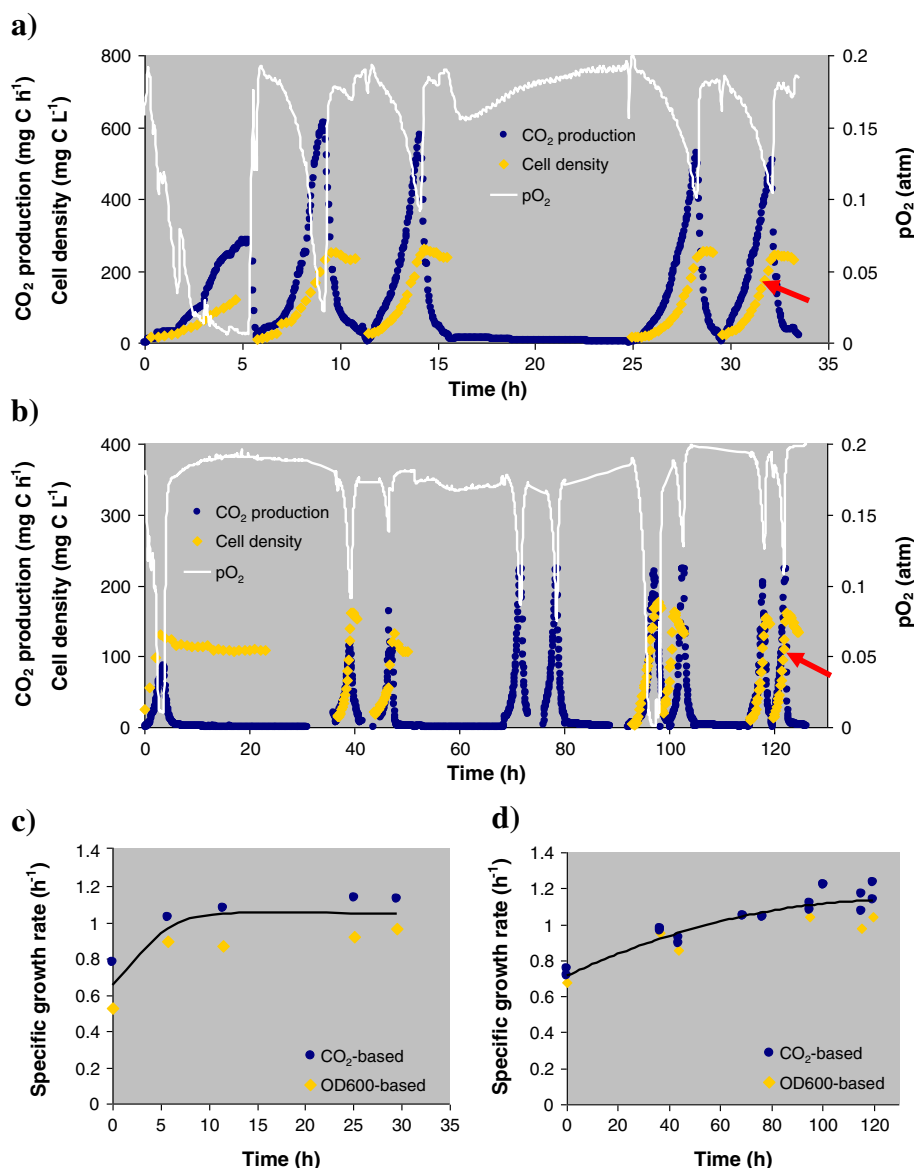 a)
CO₂ production (mg C h⁻¹)
Cell density (mg C L⁻¹)
800
600
400
200
0
0.2
0.15
0.1
0.05
0
pO₂ (atm)
CO₂ production
Cell density
pO₂
0 5 10 15 20 25 30 35
Time (h)
b)
CO₂ production (mg C h⁻¹)
Cell density (mg C L⁻¹)
400
300
200
100
0
0.2
0.15
0.1
0.05
0
pO₂ (atm)
CO₂ production
Cell density
pO₂
0 20 40 60 80 100 120
Time (h)
c)
Specific growth rate (h⁻¹)
1.4
1.2
1
0.8
0.6
0.4
0.2
0
CO₂-based
OD600-based
0 5 10 15 20 25 30 35
Time (h)
d)
Specific growth rate (h⁻¹)
1.4
1.2
1
0.8
0.6
0.4
0.2
0
CO₂-based
OD600-based
0 20 40 60 80 100 120
Time (h)